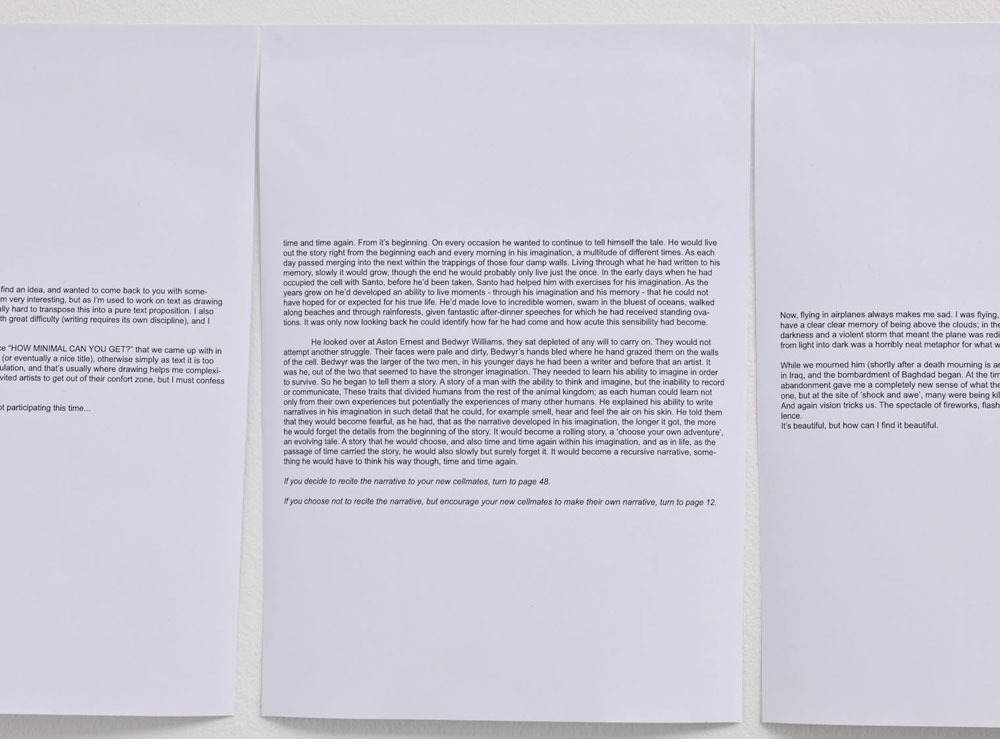 find an idea, and wanted to come back to you with some-
m very interesting, but as I'm used to work on text as drawing
lly hard to transpose this into a pure text proposition. I also
th great difficulty (writing requires its own discipline), and I
ce "HOW MINIMAL CAN YOU GET?" that we came up with in
(or eventually a nice title), otherwise simply as text it is too
ulation, and that's usually where drawing helps me complexi-
vited artists to get out of their confort zone, but I must confess
ot participating this time...
time and time again. From it's beginning. On every occasion he wanted to continue to tell himself the tale. He would live
out the story right from the beginning each and every morning in his imagination, a multitude of different times. As each
day passed merging into the next within the trappings of those four damp walls. Living through what he had written to his
memory, slowly it would grow, though the end he would probably only live just the once. In the early days when he had
occupied the cell with Santo, before he'd been taken, Santo had helped him with exercises for his imagination. As the
years grew on he'd developed an ability to live moments - through his imagination and his memory - that he could not
have hoped for or expected for his true life. He'd made love to incredible women, swam in the bluest of oceans, walked
along beaches and through rainforests, given fantastic after-dinner speeches for which he had received standing ova-
tions. It was only now looking back he could identify how far he had come and how acute this sensibility had become.
He looked over at Aston Ernest and Bedwyr Williams, they sat depleted of any will to carry on. They would not
attempt another struggle. Their faces were pale and dirty, Bedwyr's hands bled where he hand grazed them on the walls
of the cell. Bedwyr was the larger of the two men, in his younger days he had been a writer and before that an artist. It
was he, out of the two that seemed to have the stronger imagination. They needed to learn his ability to imagine in order
to survive. So he began to tell them a story. A story of a man with the ability to think and imagine, but the inability to record
or communicate, These traits that divided humans from the rest of the animal kingdom; as each human could learn not
only from their own experiences but potentially the experiences of many other humans. He explained his ability to write
narratives in his imagination in such detail that he could, for example smell, hear and feel the air on his skin. He told them
that they would become fearful, as he had, that as the narrative developed in his imagination, the longer it got, the more
he would forget the details from the beginning of the story. It would become a rolling story, a 'choose your own adventure',
an evolving tale. A story that he would choose, and also time and time again within his imagination, and as in life, as the
passage of time carried the story, he would also slowly but surely forget it. It would become a recursive narrative, some-
thing he would have to think his way though, time and time again.
If you decide to recite the narrative to your new cellmates, turn to page 48.
If you choose not to recite the narrative, but encourage your new cellmates to make their own narrative, turn to page 12.
Now, flying in airplanes always makes me sad. I was flying,
have a clear clear memory of being above the clouds; in the
darkness and a violent storm that meant the plane was redi
from light into dark was a horribly neat metaphor for what w
While we mourned him (shortly after a death mourning is an
in Iraq, and the bombardment of Baghdad began. At the tim
abandonment gave me a completely new sense of what the
one, but at the site of 'shock and awe', many were being kil
And again vision tricks us. The spectacle of fireworks, flash
lence.
It's beautiful, but how can I find it beautiful.